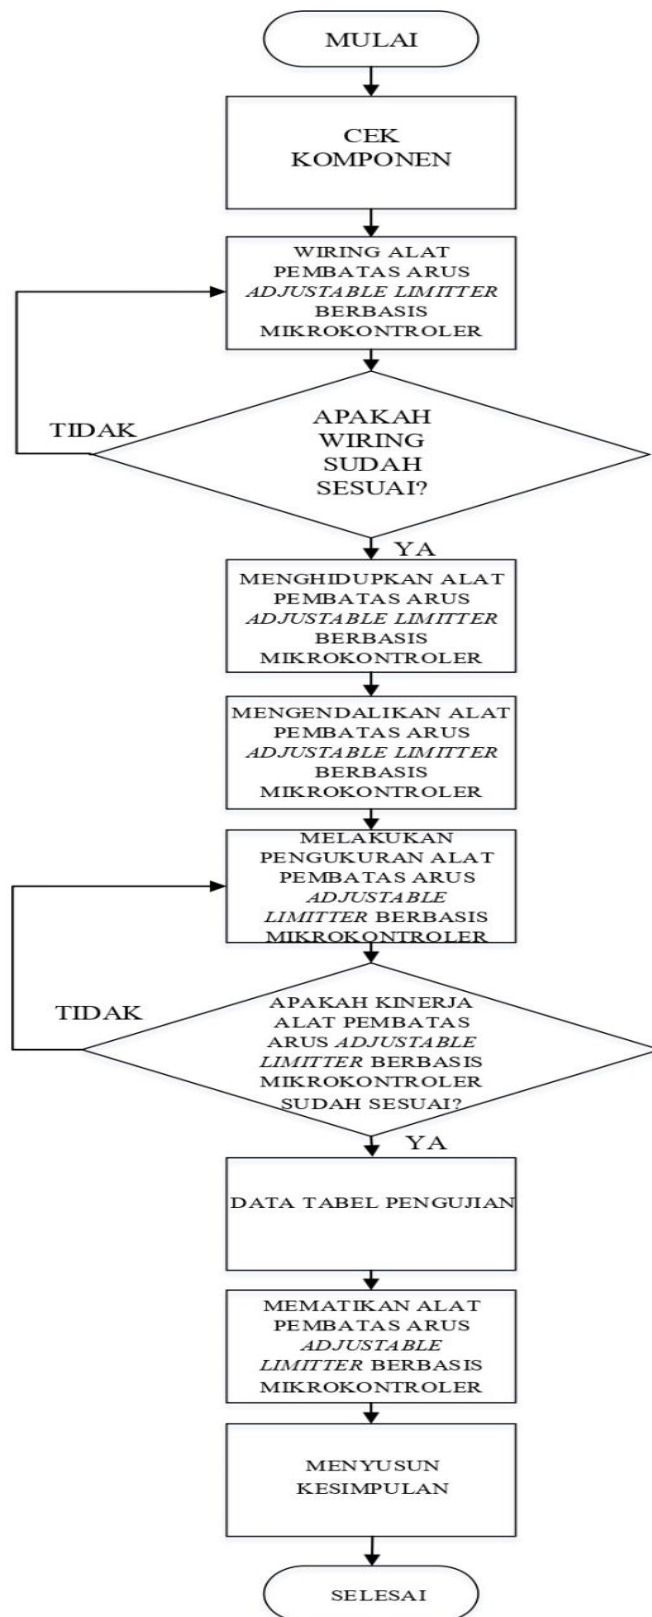 MULAI
CEK
KOMPONEN
WIRING ALAT
PEMBATAS ARUS
ADJUSTABLE LIMITTER
BERBASIS
MIKROKONTROLER
TIDAK
APAKAH
WIRING
SUDAH
SESUAI?
YA
MENGHIDUPKAN ALAT
PEMBATAS ARUS
ADJUSTABLE LIMITTER
BERBASIS
MIKROKONTROLER
MENGENDALIKAN ALAT
PEMBATAS ARUS
ADJUSTABLE LIMITTER
BERBASIS
MIKROKONTROLER
MELAKUKAN
PENGUKURAN ALAT
PEMBATAS ARUS
ADJUSTABLE
LIMITTER BERBASIS
MIKROKONTROLER
TIDAK
APAKAH KINERJA
ALAT PEMBATAS
ARUS ADJUSTABLE
LIMITTER BERBASIS
MIKROKONTROLER
SUDAH SESUAI?
YA
DATA TABEL PENGUJIAN
MEMATIKAN ALAT
PEMBATAS ARUS
ADJUSTABLE
LIMITTER BERBASIS
MIKROKONTROLER
MENYUSUN
KESIMPULAN
SELESAI